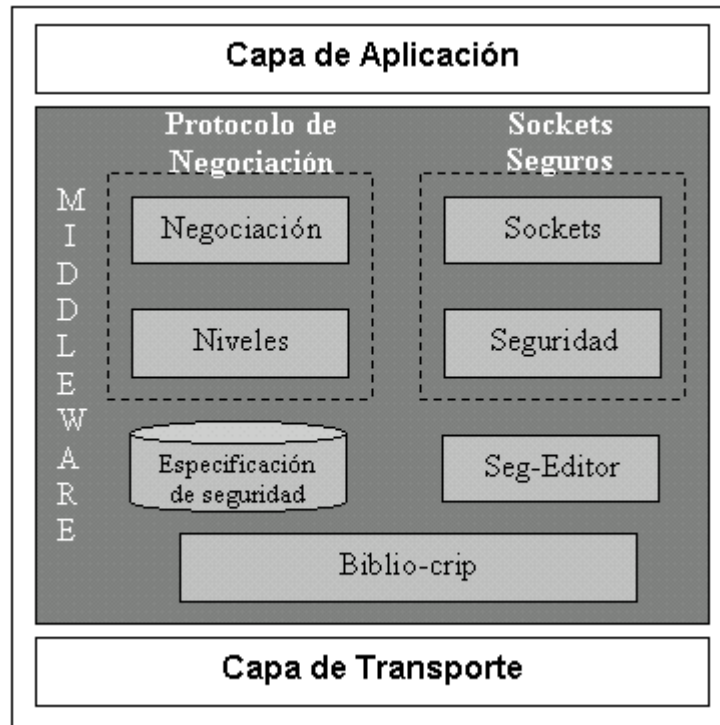 Capa de Aplicación
Protocolo de
Negociación
Sockets
Seguros
MIDDLEWARE
Negociación
Sockets
Niveles
Seguridad
Especificación
de seguridad
Seg-Editor
Biblio-crip
Capa de Transporte